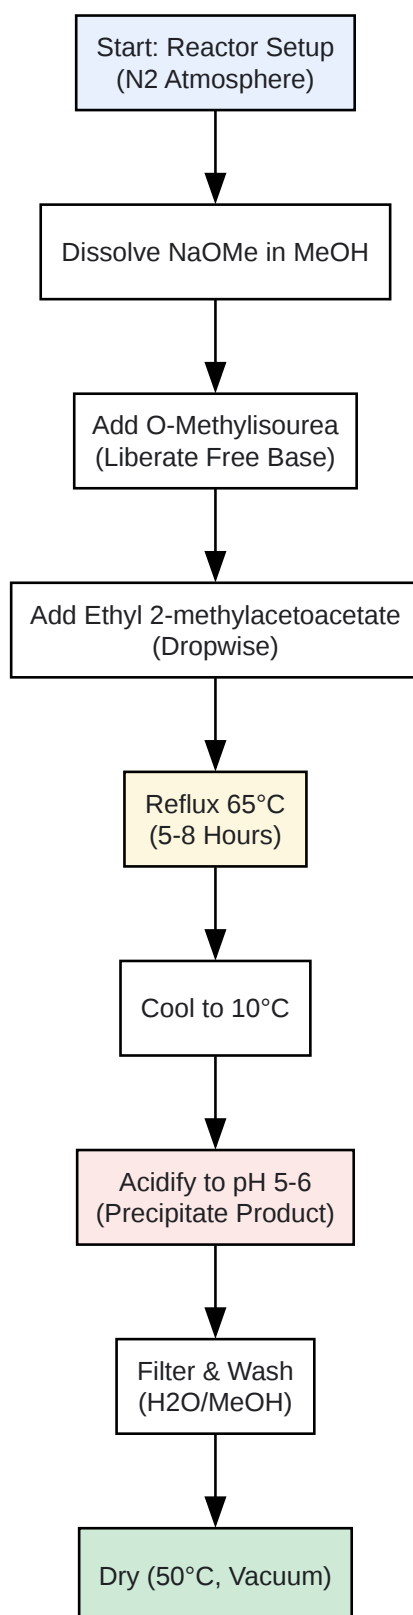 Start: Reactor Setup
(N2 Atmosphere)
Dissolve NaOMe in MeOH
Add O-Methylisourea
(Liberate Free Base)
Add Ethyl 2-methylacetoacetate
(Dropwise)
Reflux 65°C
(5-8 Hours)
Cool to 10°C
Acidify to pH 5-6
(Precipitate Product)
Filter & Wash
(H2O/MeOH)
Dry (50°C, Vacuum)